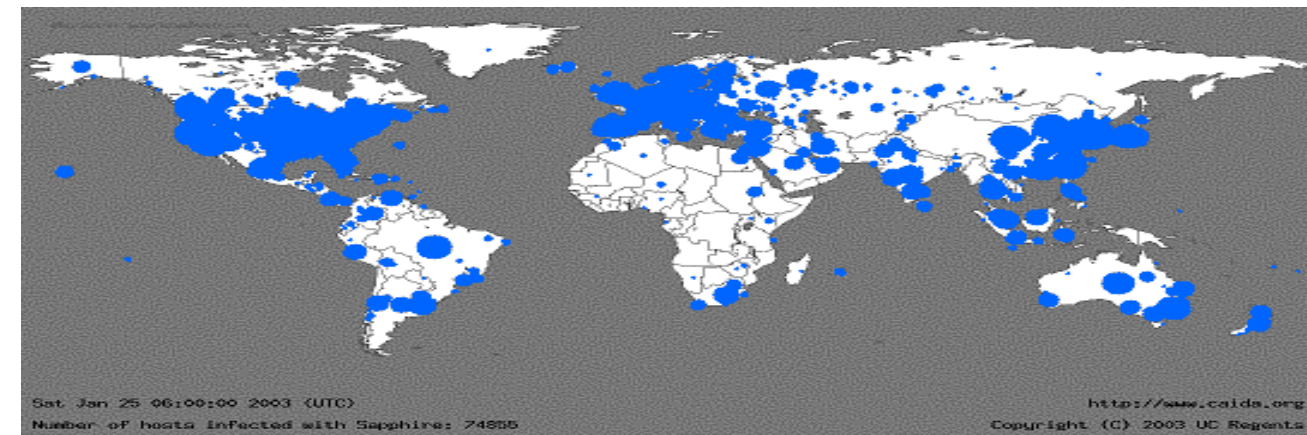 Sat Jan 25 06:00:00 2003 (UTC)
Number of hosts infected with Sapphire: 74855
http://www.caida.org
Copyright (C) 2003 UC Regents